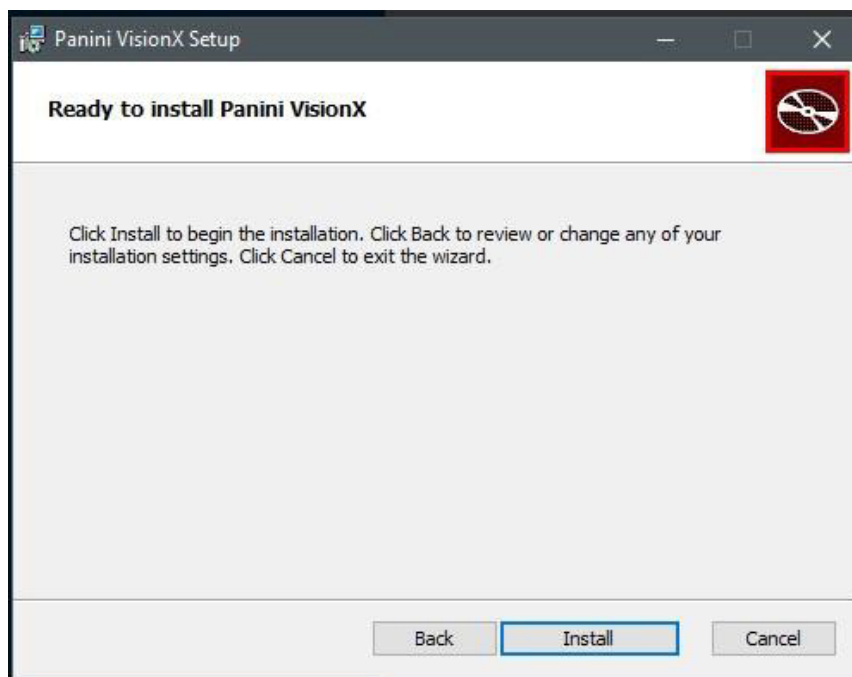 Panini VisionX Setup
Ready to install Panini VisionX
Click Install to begin the installation. Click Back to review or change any of your
installation settings. Click Cancel to exit the wizard.
Back Install Cancel